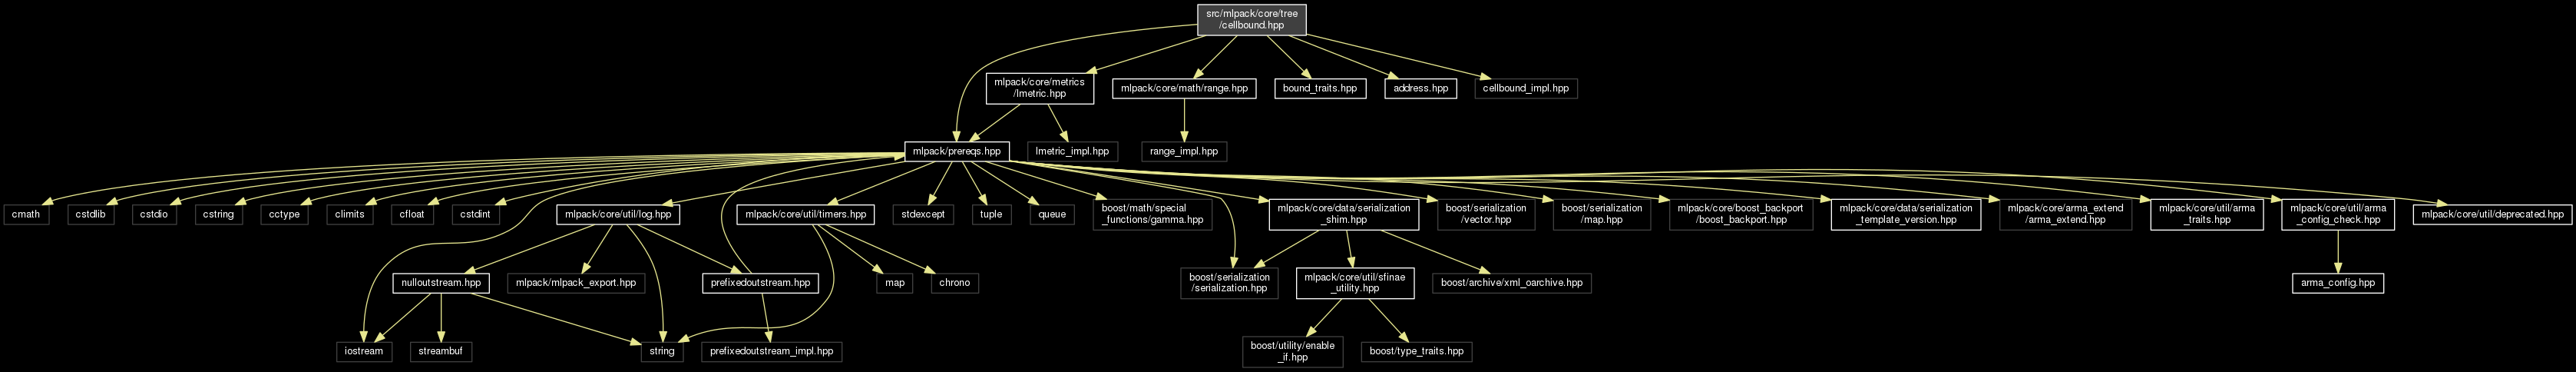 src/mlpack/core/tree
/cellbound.hpp
mlpack/core/metrics
/lmetric.hpp
mlpack/core/math/range.hpp
bound_traits.hpp
address.hpp
cellbound_impl.hpp
mlpack/prereqs.hpp
lmetric_impl.hpp
range_impl.hpp
cmath
cstdlib
cstdio
cstring
cctype
climits
cfloat
cstdint
mlpack/core/util/log.hpp
mlpack/core/util/timers.hpp
stdexcept
tuple
queue
boost/math/special
_functions/gamma.hpp
mlpack/core/data/serialization
_shim.hpp
boost/serialization
/vector.hpp
boost/serialization
/map.hpp
mlpack/core/boost_backport
/boost_backport.hpp
mlpack/core/data/serialization
_template_version.hpp
mlpack/core/arma_extend
/arma_extend.hpp
mlpack/core/util/arma
_traits.hpp
mlpack/core/util/arma
_config_check.hpp
mlpack/core/util/deprecated.hpp
nulloutstream.hpp
mlpack/mlpack_export.hpp
prefixedoutstream.hpp
map
chrono
boost/serialization
/serialization.hpp
mlpack/core/util/sfinae
_utility.hpp
boost/archive/xml_oarchive.hpp
arma_config.hpp
iostream
streambuf
string
prefixedoutstream_impl.hpp
boost/utility/enable
_if.hpp
boost/type_traits.hpp